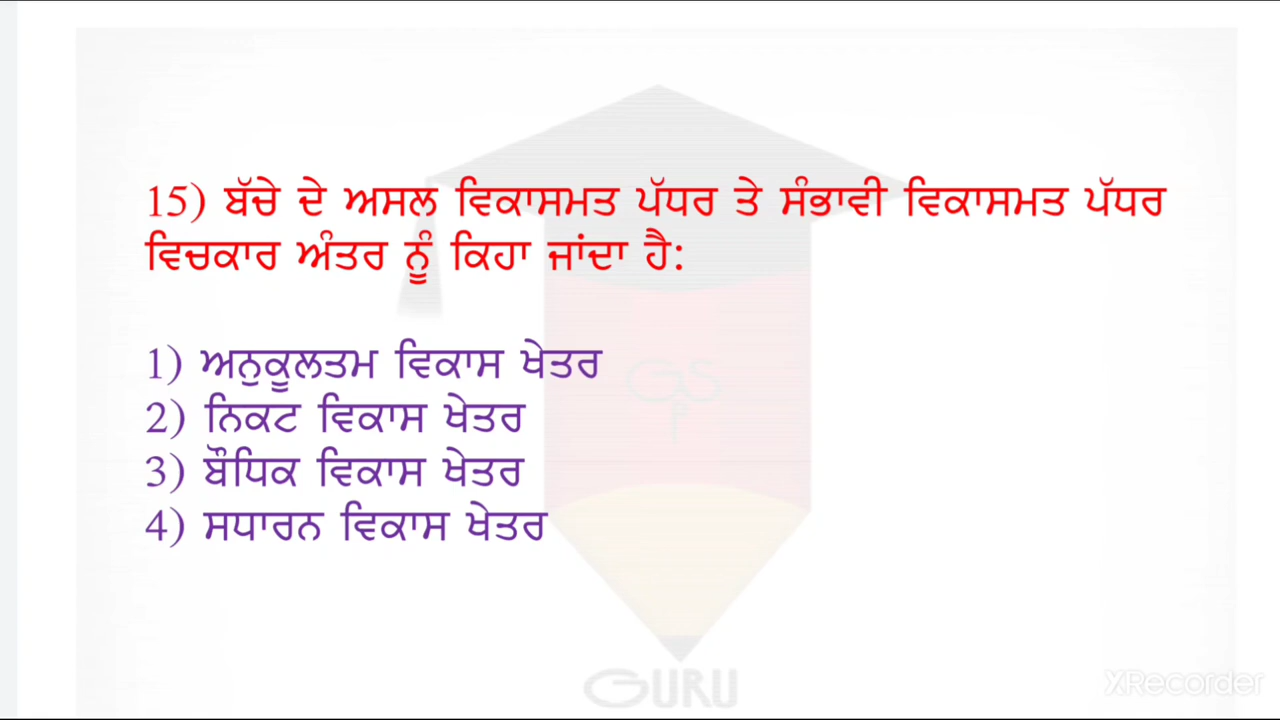 15) ਬੱਚੇ ਦੇ ਅਸਲ ਵਿਕਾਸਮਤ ਪੱਧਰ ਤੇ ਸੰਭਾਵੀ ਵਿਕਾਸਮਤ ਪੱਧਰ
ਵਿਚਕਾਰ ਅੰਤਰ ਨੂੰ ਕਿਹਾ ਜਾਂਦਾ ਹੈ:
1) ਅਨੁਕੂਲਤਮ ਵਿਕਾਸ ਖੇਤਰ
2) ਨਿਕਟ ਵਿਕਾਸ ਖੇਤਰ
3) ਬੌਧਿਕ ਵਿਕਾਸ ਖੇਤਰ
4) ਸਧਾਰਨ ਵਿਕਾਸ ਖੇਤਰ
GURU
XRecorder